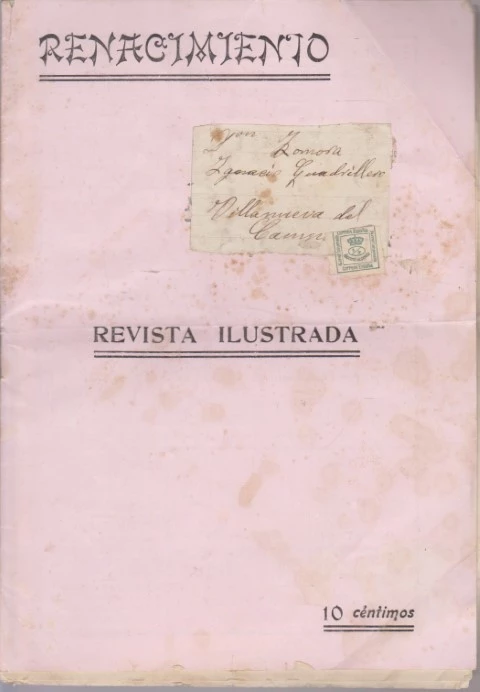 RENACIMIENTO
Zamora
Ignacio Cuadrillero
Villanueva del
Campo
REVISTA ILUSTRADA
10 céntimos